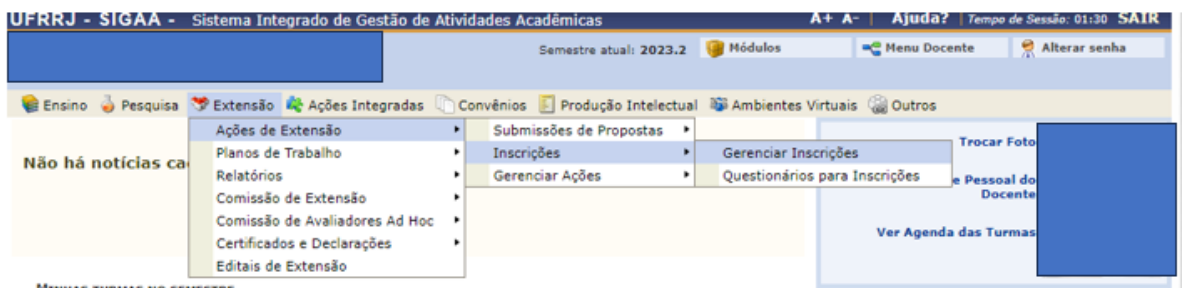 UFRRJ - SIGAA - Sistema Integrado de Gestão de Atividades Acadêmicas A+ A- | Ajuda? | Tempo de Sessão: 01:30 SAIR
Semestre atual: 2023.2 Módulos Menu Docente Alterar senha
Ensino Pesquisa Extensão Ações Integradas Convênios Produção Intelectual Ambientes Virtuais Outros
Ações de Extensão Submissões de Propostas
Trocar Foto
Planos de Trabalho Inscrições Gerenciar Inscrições
Não há notícias ca
Relatórios Gerenciar Ações Questionários para Inscrições
e Pessoal do
Docente
Comissão de Extensão
Comissão de Avaliadores Ad Hoc
Ver Agenda das Turmas
Certificados e Declarações
Editais de Extensão
MINHAS TURMAS NO SEMESTRE